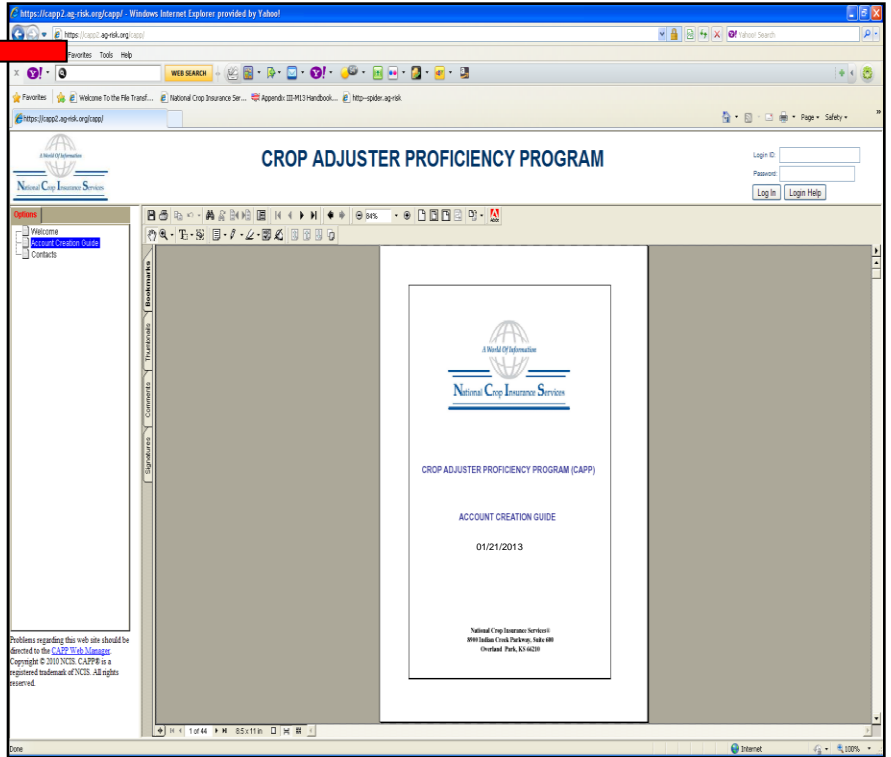 https://capp2.ag-risk.org/capp/ - Windows Internet Explorer provided by Yahoo!
https://capp2.ag-risk.org/capp/
Yahoo! Search
Favorites Tools Help
WEB SEARCH
Favorites Welcome To the File Transf... National Crop Insurance Ser... Appendix III-M13 Handbook... http--spider.ag-risk
https://capp2.ag-risk.org/capp/
Page Safety
A World Of Information
National Crop Insurance Services
CROP ADJUSTER PROFICIENCY PROGRAM
Login ID:
Password:
Log In Login Help
Options
Welcome
Account Creation Guide
Contacts
84%
Bookmarks
Thumbnails
Comments
Signatures
A World Of Information
National Crop Insurance Services
CROP ADJUSTER PROFICIENCY PROGRAM (CAPP)
ACCOUNT CREATION GUIDE
01/21/2013
National Crop Insurance Services®
8900 Indian Creek Parkway, Suite 600
Overland Park, KS 66210
Problems regarding this web site should be
directed to the CAPP Web Manager.
Copyright © 2010 NCIS. CAPP® is a
registered trademark of NCIS. All rights
reserved.
1 of 44 8.5 x 11 in
Done
Internet
100%